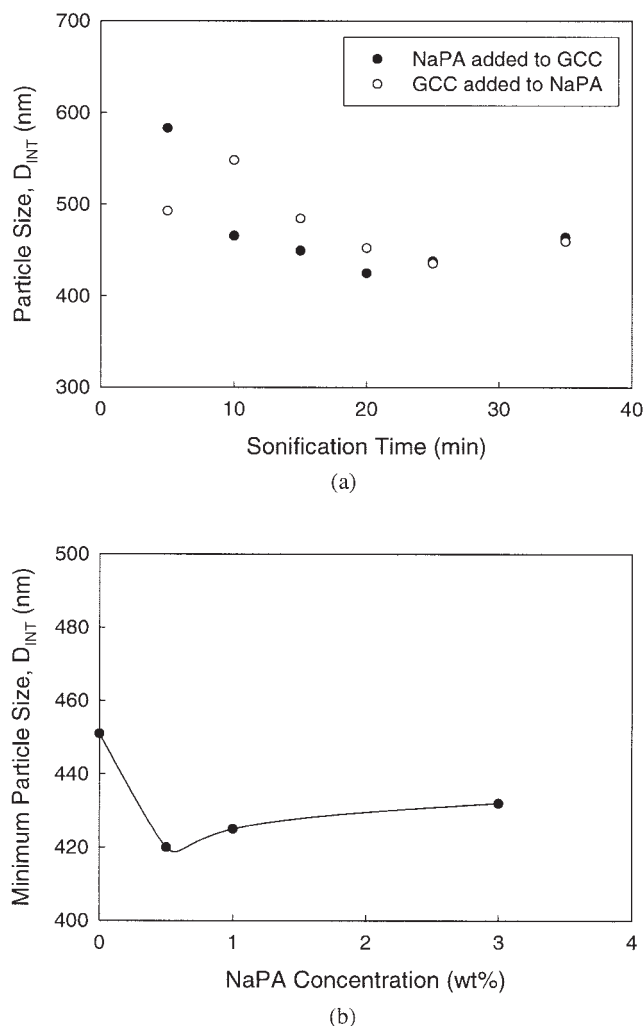 700
600
500
400
300
Particle Size, D_INT (nm)
NaPA added to GCC
GCC added to NaPA
0 10 20 30 40
Sonification Time (min)
(a)
500
480
460
440
420
400
Minimum Particle Size, D_INT (nm)
0 1 2 3 4
NaPA Concentration (wt%)
(b)